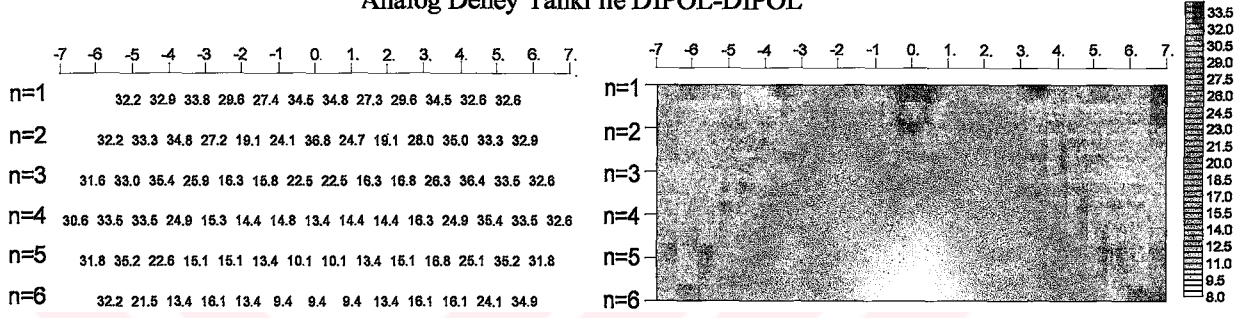 Analog Deney Tankı ile DIPOL-DIPOL
-7 -6 -5 -4 -3 -2 -1 0. 1. 2. 3. 4. 5. 6. 7.
n=1 32.2 32.9 33.8 29.6 27.4 34.5 34.8 27.3 29.6 34.5 32.6 32.6
n=2 32.2 33.3 34.8 27.2 19.1 24.1 36.8 24.7 19.1 28.0 35.0 33.3 32.9
n=3 31.6 33.0 35.4 25.9 16.3 15.8 22.5 22.5 16.3 16.8 26.3 36.4 33.5 32.6
n=4 30.6 33.5 33.5 24.9 15.3 14.4 14.8 13.4 14.4 14.4 16.3 24.9 35.4 33.5 32.6
n=5 31.8 35.2 22.6 15.1 15.1 13.4 10.1 10.1 13.4 15.1 16.8 25.1 35.2 31.8
n=6 32.2 21.5 13.4 16.1 13.4 9.4 9.4 9.4 13.4 16.1 16.1 24.1 34.9
-7 -6 -5 -4 -3 -2 -1 0. 1. 2. 3. 4. 5. 6. 7.
n=1
n=2
n=3
n=4
n=5
n=6
33.5
32.0
30.5
29.0
27.5
26.0
24.5
23.0
21.5
20.0
18.5
17.0
15.5
14.0
12.5
11.0
9.5
8.0